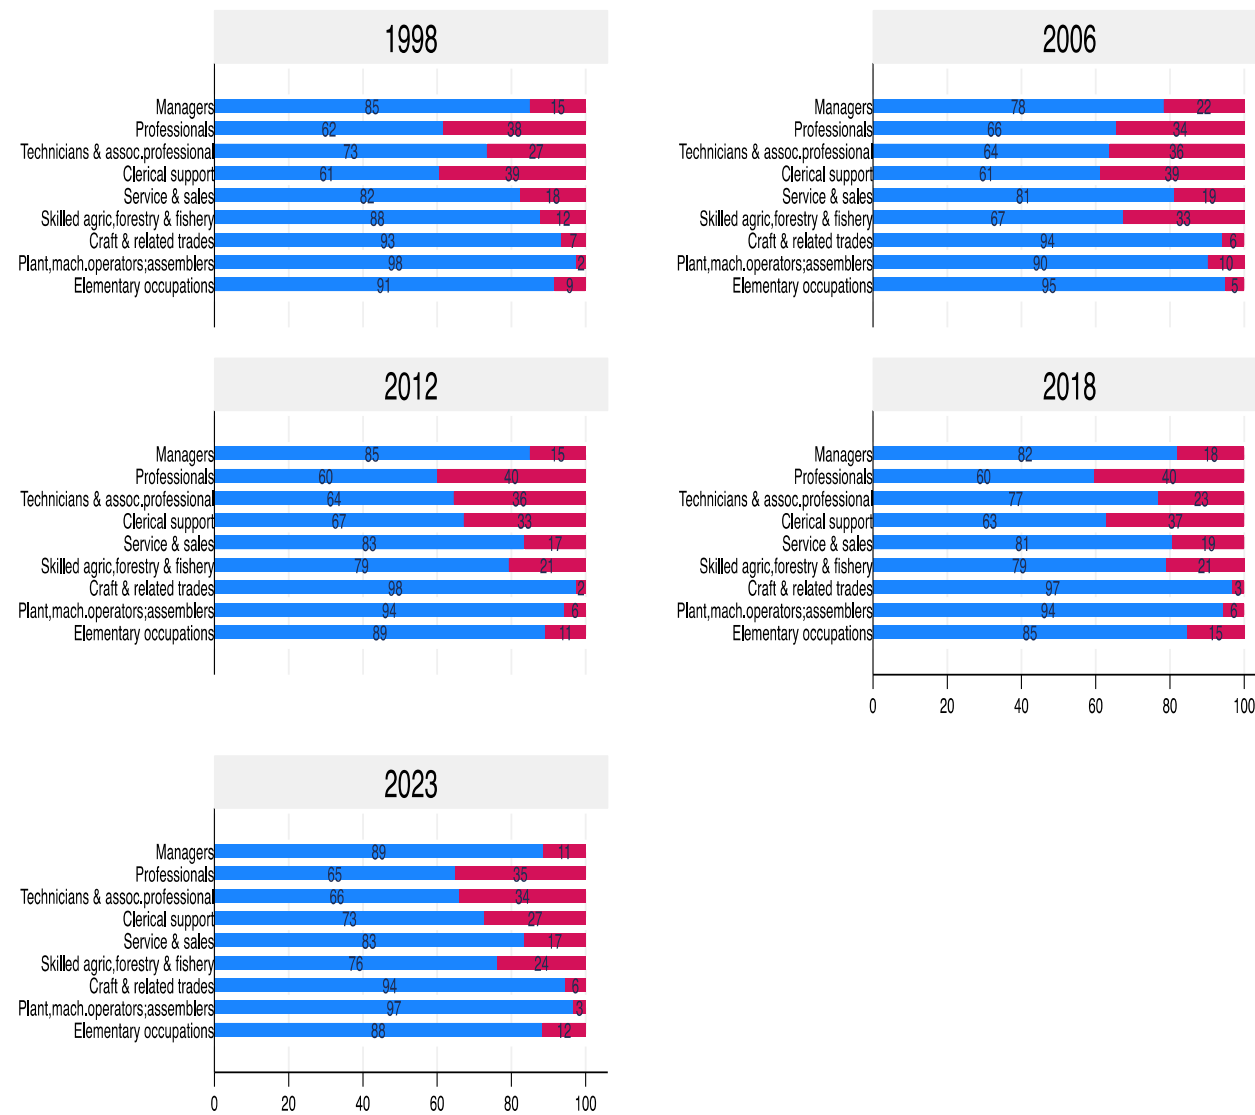 1998
Managers 85 15
Professionals 62 38
Technicians & assoc.professional 73 27
Clerical support 61 39
Service & sales 82 18
Skilled agric,forestry & fishery 88 12
Craft & related trades 93 7
Plant,mach.operators;assemblers 98 2
Elementary occupations 91 9
2006
Managers 78 22
Professionals 66 34
Technicians & assoc.professional 64 36
Clerical support 61 39
Service & sales 81 19
Skilled agric,forestry & fishery 67 33
Craft & related trades 94 6
Plant,mach.operators;assemblers 90 10
Elementary occupations 95 5
2012
Managers 85 15
Professionals 60 40
Technicians & assoc.professional 64 36
Clerical support 67 33
Service & sales 83 17
Skilled agric,forestry & fishery 79 21
Craft & related trades 98 2
Plant,mach.operators;assemblers 94 6
Elementary occupations 89 11
2018
Managers 82 18
Professionals 60 40
Technicians & assoc.professional 77 23
Clerical support 63 37
Service & sales 81 19
Skilled agric,forestry & fishery 79 21
Craft & related trades 97 3
Plant,mach.operators;assemblers 94 6
Elementary occupations 85 15
0 20 40 60 80 100
2023
Managers 89 11
Professionals 65 35
Technicians & assoc.professional 66 34
Clerical support 73 27
Service & sales 83 17
Skilled agric,forestry & fishery 76 24
Craft & related trades 94 6
Plant,mach.operators;assemblers 97 3
Elementary occupations 88 12
0 20 40 60 80 100